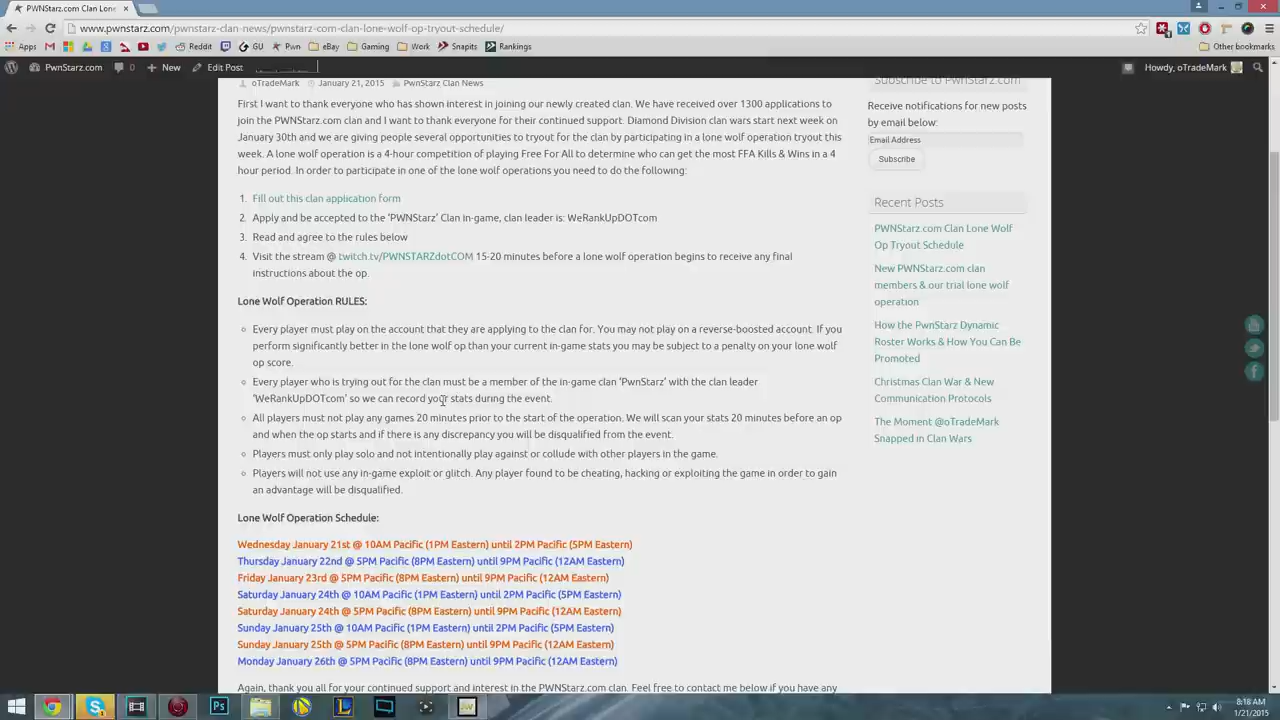 PWNStarz.com Clan Lone
www.pwnstarz.com/pwnstarz-clan-news/pwnstarz-com-clan-lone-wolf-op-tryout-schedule/
Apps Reddit GU Pwn eBay Gaming Work Snapits Rankings Other bookmarks
PwnStarz.com 0 New Edit Post Howdy, oTradeMark
oTradeMark January 21, 2015 PwnStarz Clan News
First I want to thank everyone who has shown interest in joining our newly created clan. We have received over 1300 applications to
join the PWNStarz.com clan and I want to thank everyone for their continued support. Diamond Division clan wars start next week on
January 30th and we are giving people several opportunities to tryout for the clan by participating in a lone wolf operation tryout this
week. A lone wolf operation is a 4-hour competition of playing Free For All to determine who can get the most FFA Kills & Wins in a 4
hour period. In order to participate in one of the lone wolf operations you need to do the following:
1. Fill out this clan application form
2. Apply and be accepted to the 'PWNStarz' Clan in-game, clan leader is: WeRankUpDOTcom
3. Read and agree to the rules below
4. Visit the stream @ twitch.tv/PWNSTARZdotCOM 15-20 minutes before a lone wolf operation begins to receive any final
instructions about the op.
Lone Wolf Operation RULES:
Every player must play on the account that they are applying to the clan for. You may not play on a reverse-boosted account. If you
perform significantly better in the lone wolf op than your current in-game stats you may be subject to a penalty on your lone wolf
op score.
Every player who is trying out for the clan must be a member of the in-game clan 'PwnStarz' with the clan leader
'WeRankUpDOTcom' so we can record your stats during the event.
All players must not play any games 20 minutes prior to the start of the operation. We will scan your stats 20 minutes before an op
and when the op starts and if there is any discrepancy you will be disqualified from the event.
Players must only play solo and not intentionally play against or collude with other players in the game.
Players will not use any in-game exploit or glitch. Any player found to be cheating, hacking or exploiting the game in order to gain
an advantage will be disqualified.
Lone Wolf Operation Schedule:
Wednesday January 21st @ 10AM Pacific (1PM Eastern) until 2PM Pacific (5PM Eastern)
Thursday January 22nd @ 5PM Pacific (8PM Eastern) until 9PM Pacific (12AM Eastern)
Friday January 23rd @ 5PM Pacific (8PM Eastern) until 9PM Pacific (12AM Eastern)
Saturday January 24th @ 10AM Pacific (1PM Eastern) until 2PM Pacific (5PM Eastern)
Saturday January 24th @ 5PM Pacific (8PM Eastern) until 9PM Pacific (12AM Eastern)
Sunday January 25th @ 10AM Pacific (1PM Eastern) until 2PM Pacific (5PM Eastern)
Sunday January 25th @ 5PM Pacific (8PM Eastern) until 9PM Pacific (12AM Eastern)
Monday January 26th @ 5PM Pacific (8PM Eastern) until 9PM Pacific (12AM Eastern)
Again, thank you all for your continued support and interest in the PWNStarz.com clan. Feel free to contact me below if you have any
Subscribe to PwnStarz.com
Receive notifications for new posts
by email below:
Email Address
Subscribe
Recent Posts
PWNStarz.com Clan Lone Wolf
Op Tryout Schedule
New PWNStarz.com clan
members & our trial lone wolf
operation
How the PwnStarz Dynamic
Roster Works & How You Can Be
Promoted
Christmas Clan War & New
Communication Protocols
The Moment @oTradeMark
Snapped in Clan Wars
8:18 AM
1/21/2015